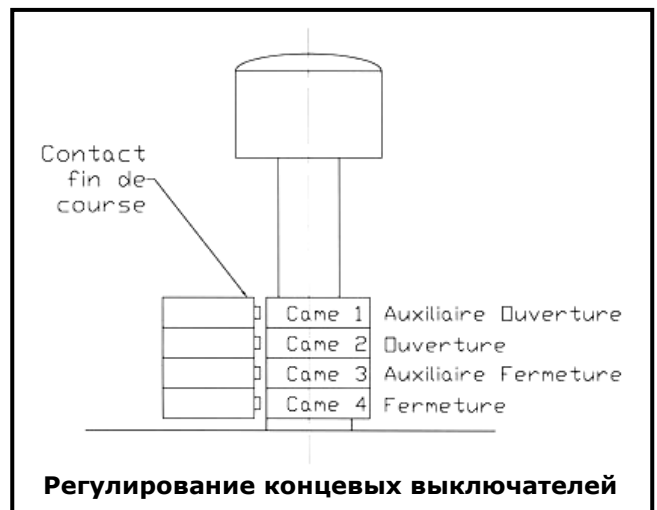 Contact
fin de
course
Came 1 Auxiliaire Ouverture
Came 2 Ouverture
Came 3 Auxiliaire Fermeture
Came 4 Fermeture
Регулирование концевых выключателей